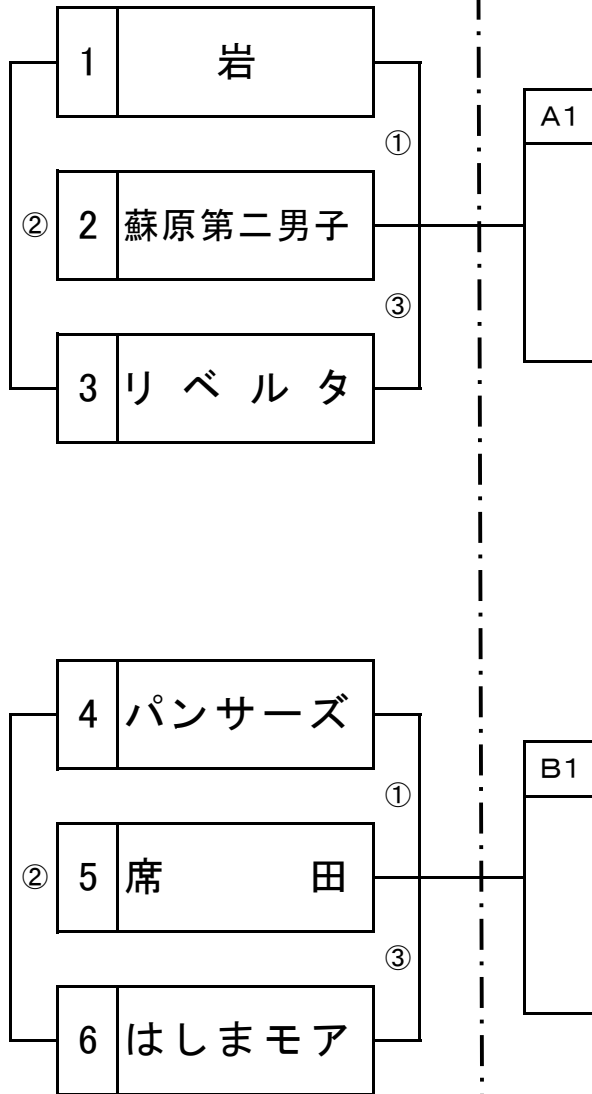 1 岩
①
A1
② 2 蘇原第二男子
③
3 リベルタ
4 パンサーズ
①
B1
② 5 席田
③
6 はしまモア